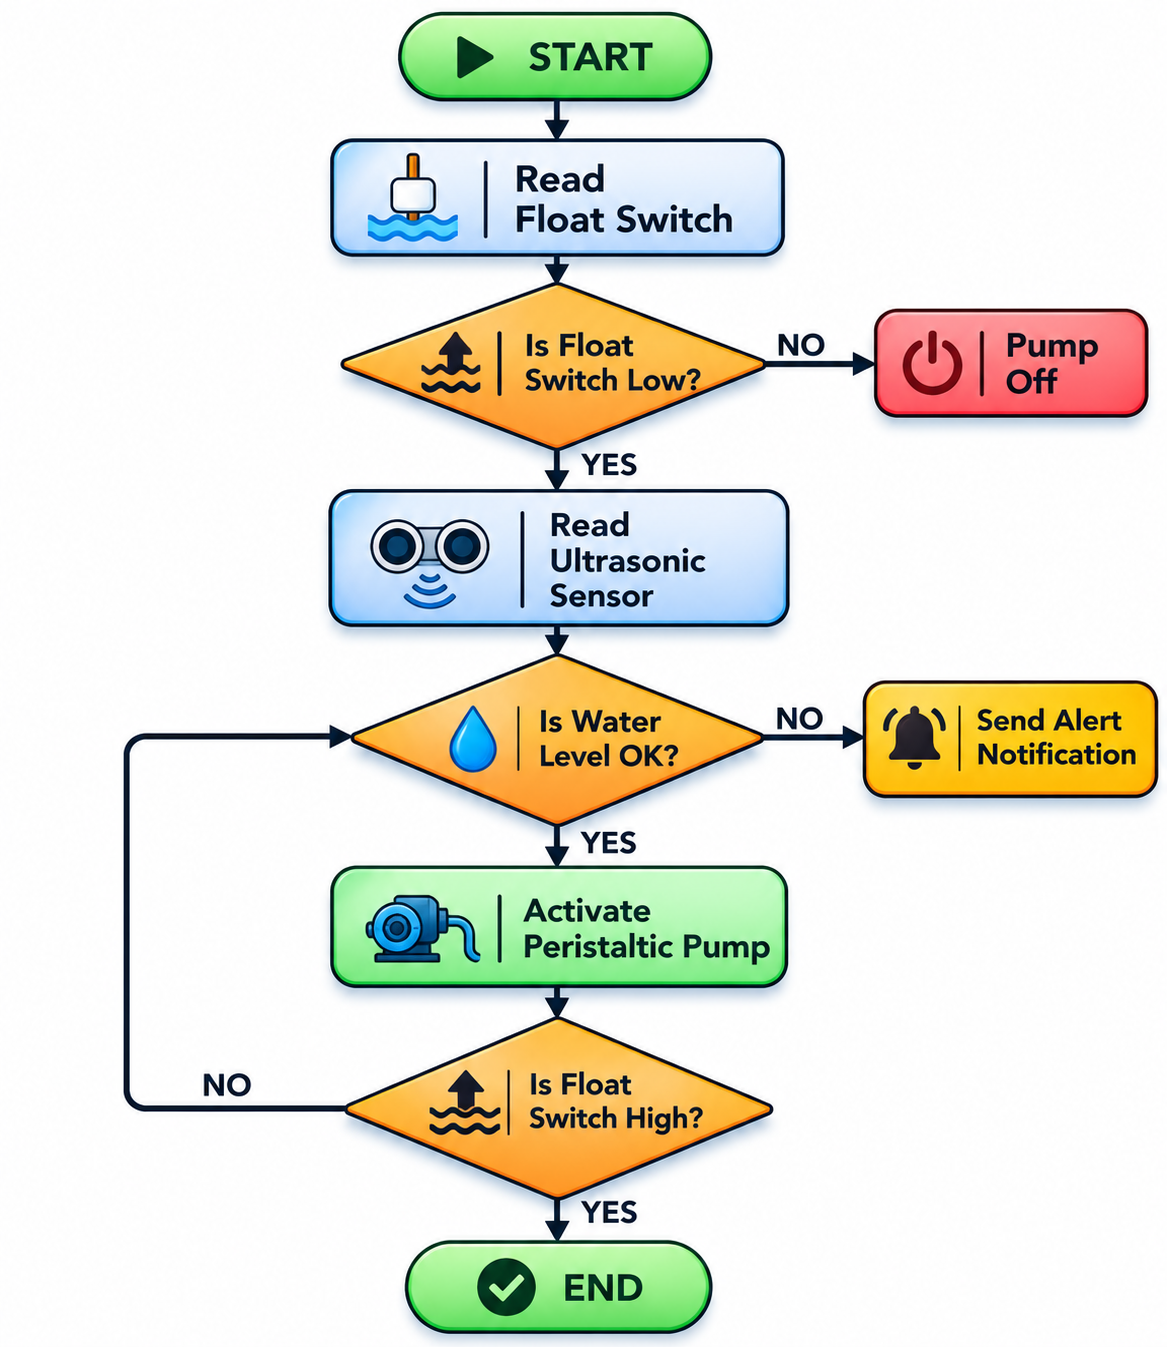 START
Read
Float Switch
Is Float
Switch Low?
NO
Pump
Off
YES
Read
Ultrasonic
Sensor
Is Water
Level OK?
NO
Send Alert
Notification
YES
Activate
Peristaltic Pump
Is Float
Switch High?
NO
YES
END